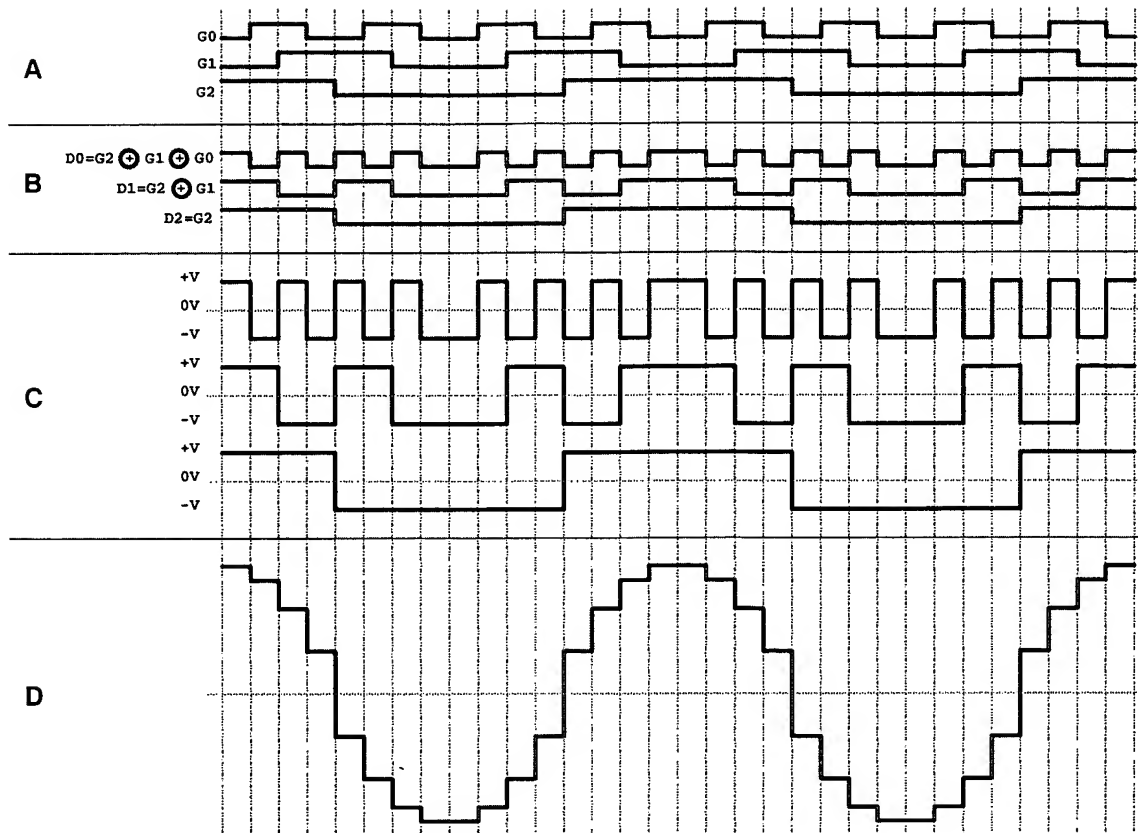 G0
A
G1
G2
D0=G2 ⊕ G1 ⊕ G0
B
D1=G2 ⊕ G1
D2=G2
+V
0V
-V
+V
C
0V
-V
+V
0V
-V
D